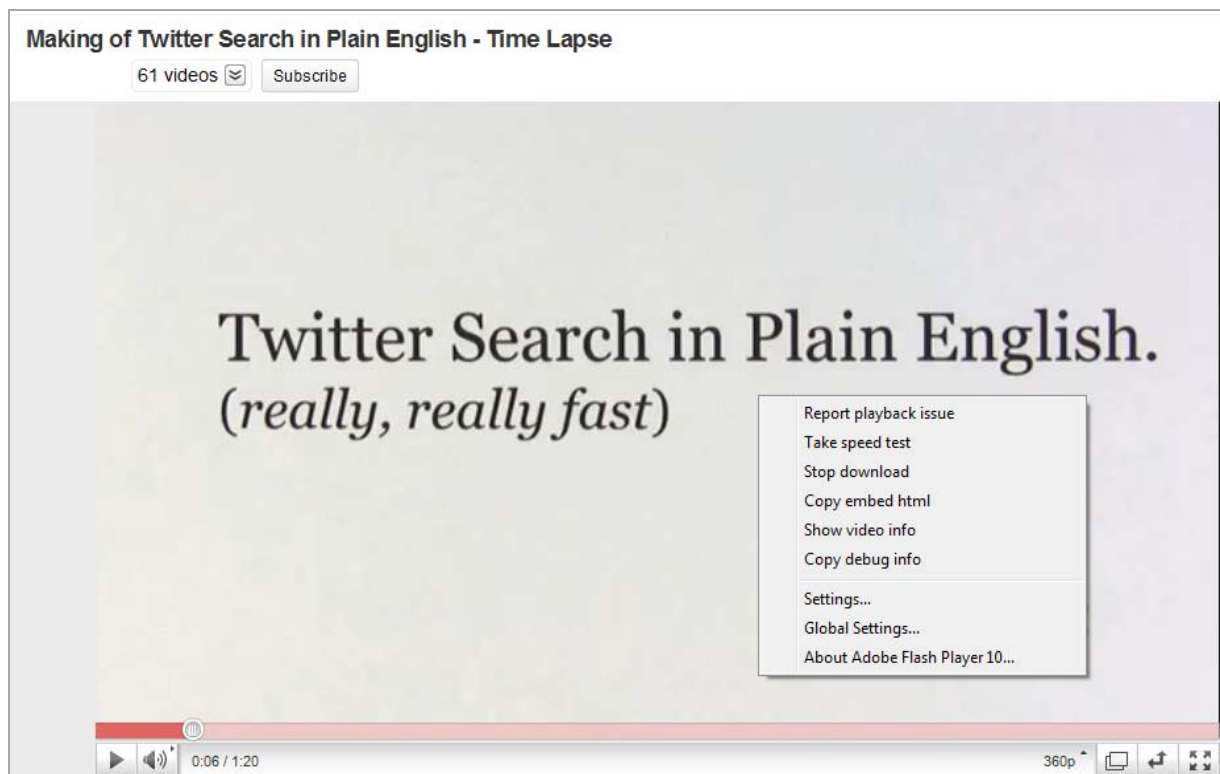 Making of Twitter Search in Plain English - Time Lapse
61 videos
Subscribe
Twitter Search in Plain English.
(really, really fast)
Report playback issue
Take speed test
Stop download
Copy embed html
Show video info
Copy debug info
Settings...
Global Settings...
About Adobe Flash Player 10...
0:06 / 1:20
360p